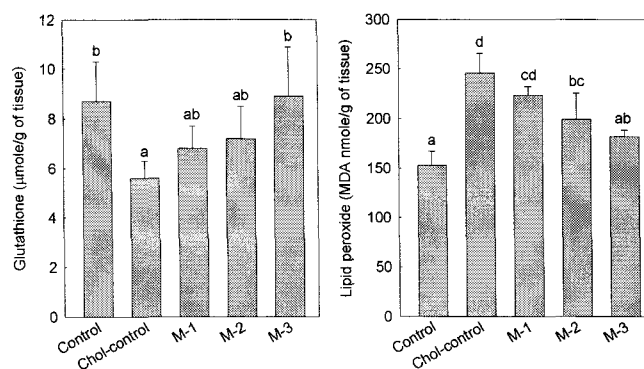 Glutathione (μmole/g of tissue)
12
10
8
6
4
2
0
b
a
ab
ab
b
Control
Chol-control
M-1
M-2
M-3
Lipid peroxide (MDA nmole/g of tissue)
300
250
200
150
100
50
0
a
d
cd
bc
ab
Control
Chol-control
M-1
M-2
M-3